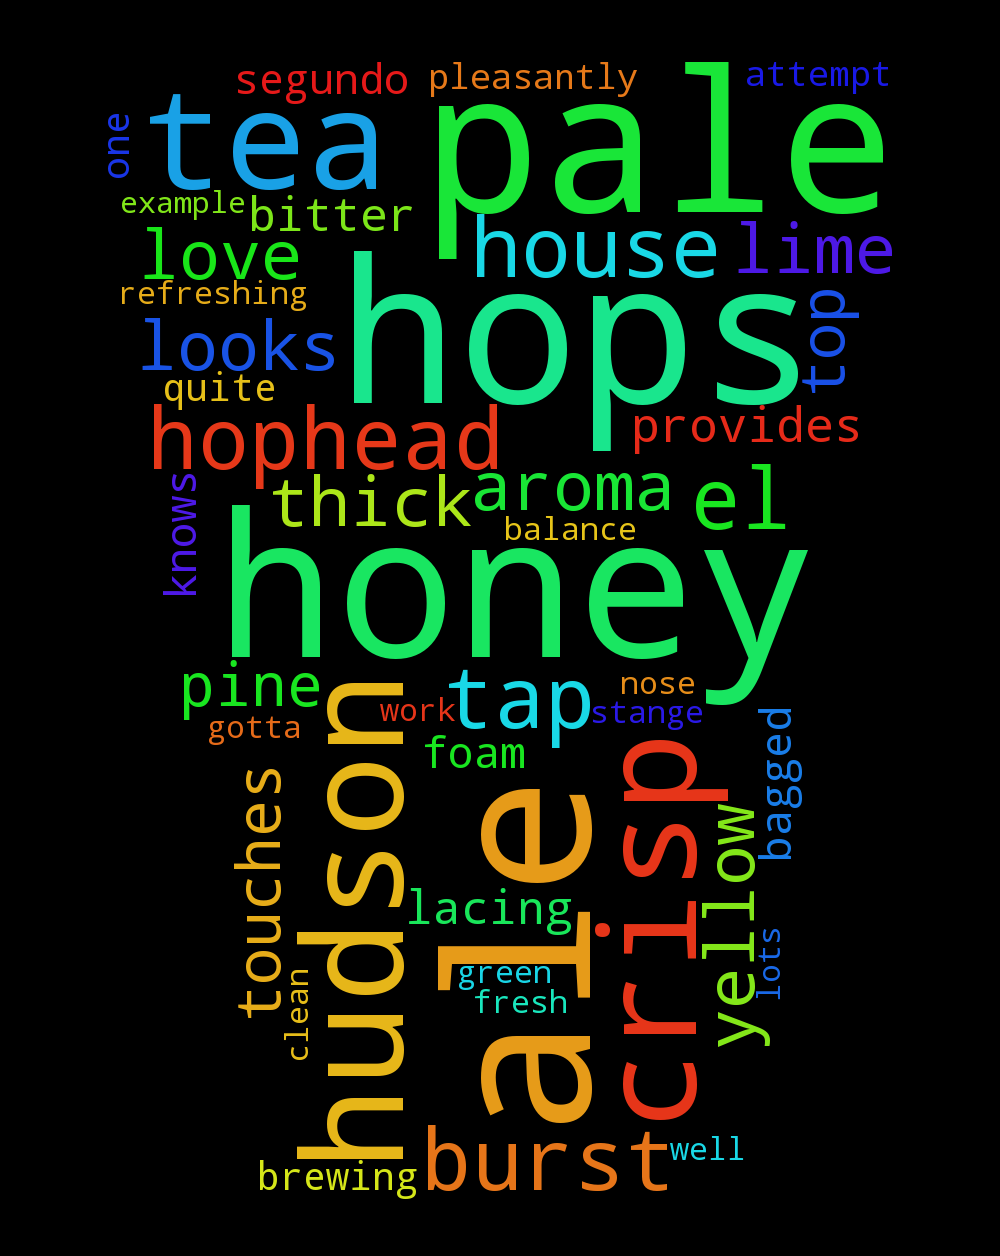 segundo pleasantly attempt
one tea pale
example bitter
love house lime
refreshing hops top
looks
quite
hophead provides
knows thick aroma el
balance
honey
pine tap nose
gotta work stange
hudson foam bagged
touches ale crisp yellow
lacing
clean green lots
fresh
brewing burst well